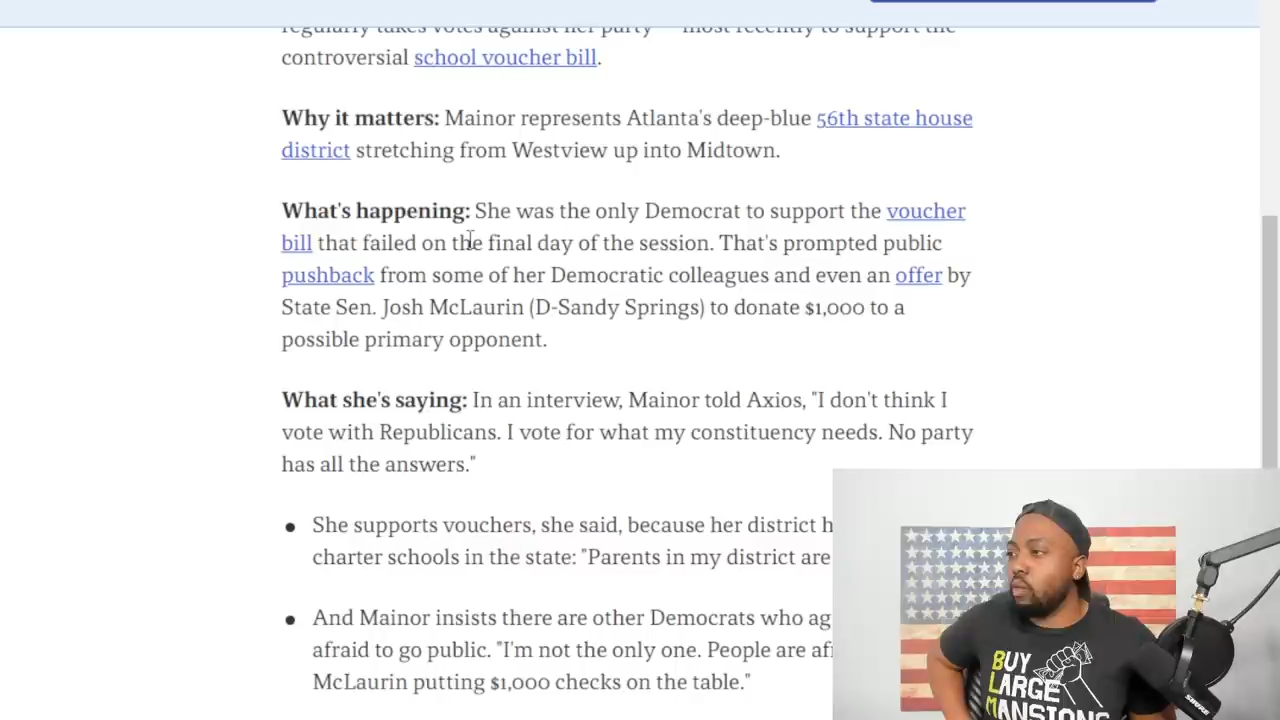 regularly takes votes against her party — most recently to support the
controversial school voucher bill.
Why it matters: Mainor represents Atlanta's deep-blue 56th state house
district stretching from Westview up into Midtown.
What's happening: She was the only Democrat to support the voucher
bill that failed on the final day of the session. That's prompted public
pushback from some of her Democratic colleagues and even an offer by
State Sen. Josh McLaurin (D-Sandy Springs) to donate $1,000 to a
possible primary opponent.
What she's saying: In an interview, Mainor told Axios, "I don't think I
vote with Republicans. I vote for what my constituency needs. No party
has all the answers."
● She supports vouchers, she said, because her district h
charter schools in the state: "Parents in my district are
● And Mainor insists there are other Democrats who ag
afraid to go public. "I'm not the only one. People are af
McLaurin putting $1,000 checks on the table."
BUY
LARGE
MANSIONS
SHURE